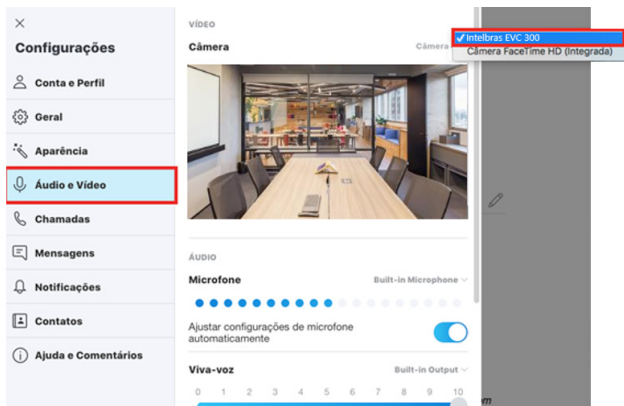 Configurações
Conta e Perfil
Geral
Aparência
Áudio e Vídeo
Chamadas
Mensagens
Notificações
Contatos
Ajuda e Comentários
VÍDEO
Câmera
Câmera
✓ Intelbras EVC 300
Câmera FaceTime HD (Integrada)
ÁUDIO
Microfone
Built-in Microphone
Ajustar configurações de microfone
automaticamente
Viva-voz
Built-in Output
0 1 2 3 4 5 6 7 8 9 10